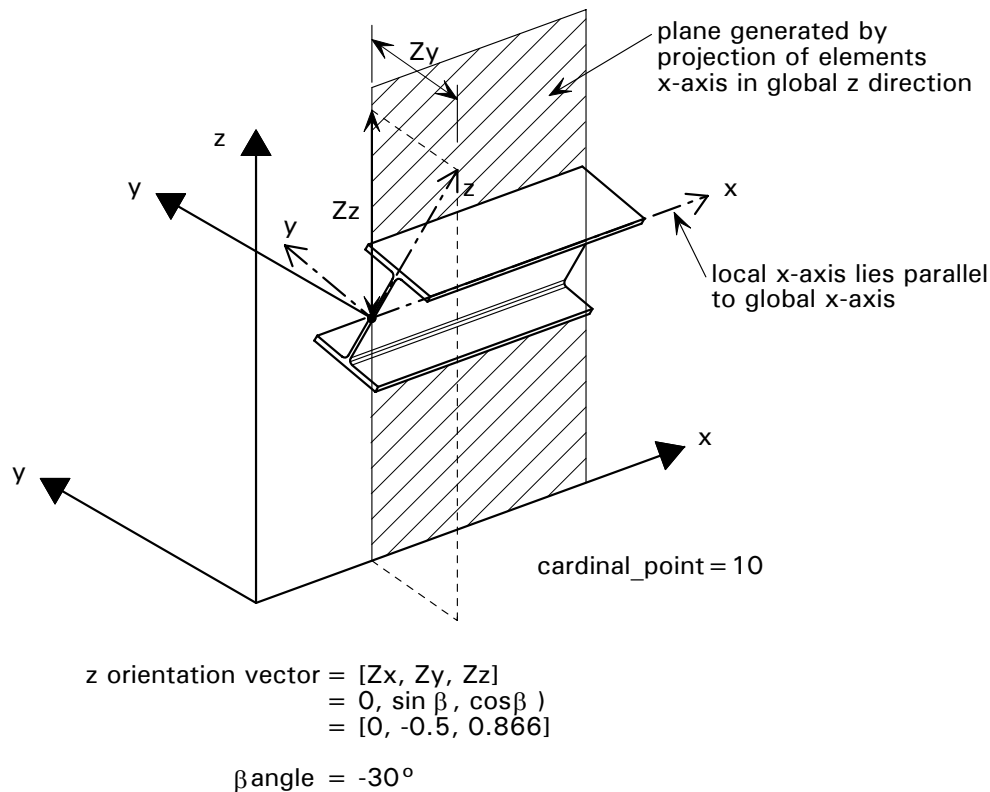 plane generated by
projection of elements
x-axis in global z direction
Zy
z
y
z
Zz
y
x
local x-axis lies parallel
to global x-axis
x
y
cardinal_point = 10
z orientation vector = [Zx, Zy, Zz]
= 0, sin β , cosβ )
= [0, -0.5, 0.866]
β angle = -30º